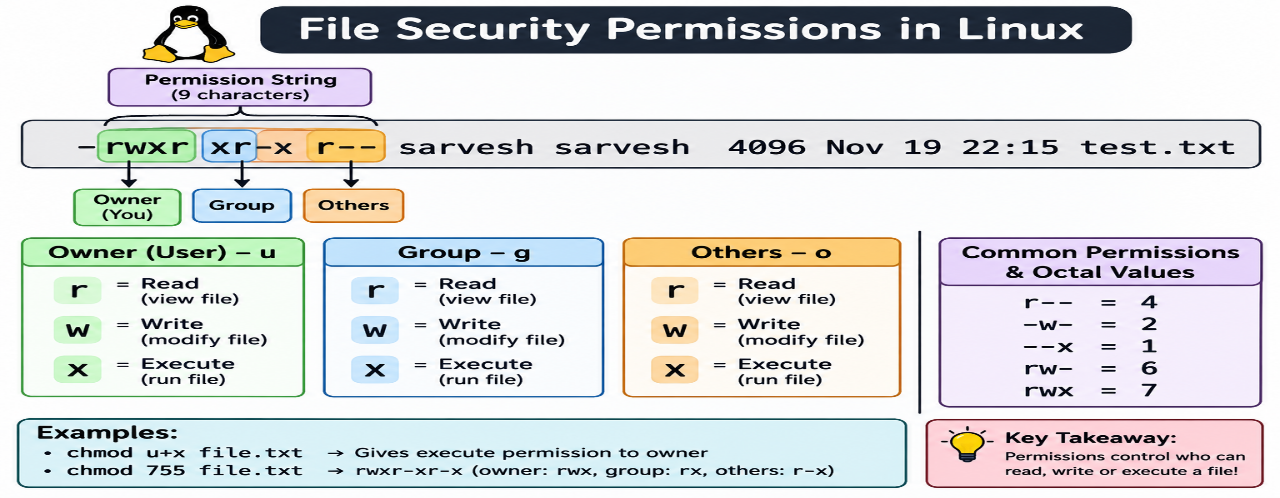 File Security Permissions in Linux
Permission String
(9 characters)
-rwxr xr-x r-- sarvesh sarvesh 4096 Nov 19 22:15 test.txt
Owner
(You)
Group
Others
Owner (User) – u
r = Read
(view file)
w = Write
(modify file)
x = Execute
(run file)
Group – g
r = Read
(view file)
w = Write
(modify file)
x = Execute
(run file)
Others – o
r = Read
(view file)
w = Write
(modify file)
x = Execute
(run file)
Common Permissions
& Octal Values
r-- = 4
-w- = 2
--x = 1
rw- = 6
rwx = 7
Examples:
• chmod u+x file.txt → Gives execute permission to owner
• chmod 755 file.txt → rwxr-xr-x (owner: rwx, group: rx, others: r-x)
Key Takeaway:
Permissions control who can
read, write or execute a file!